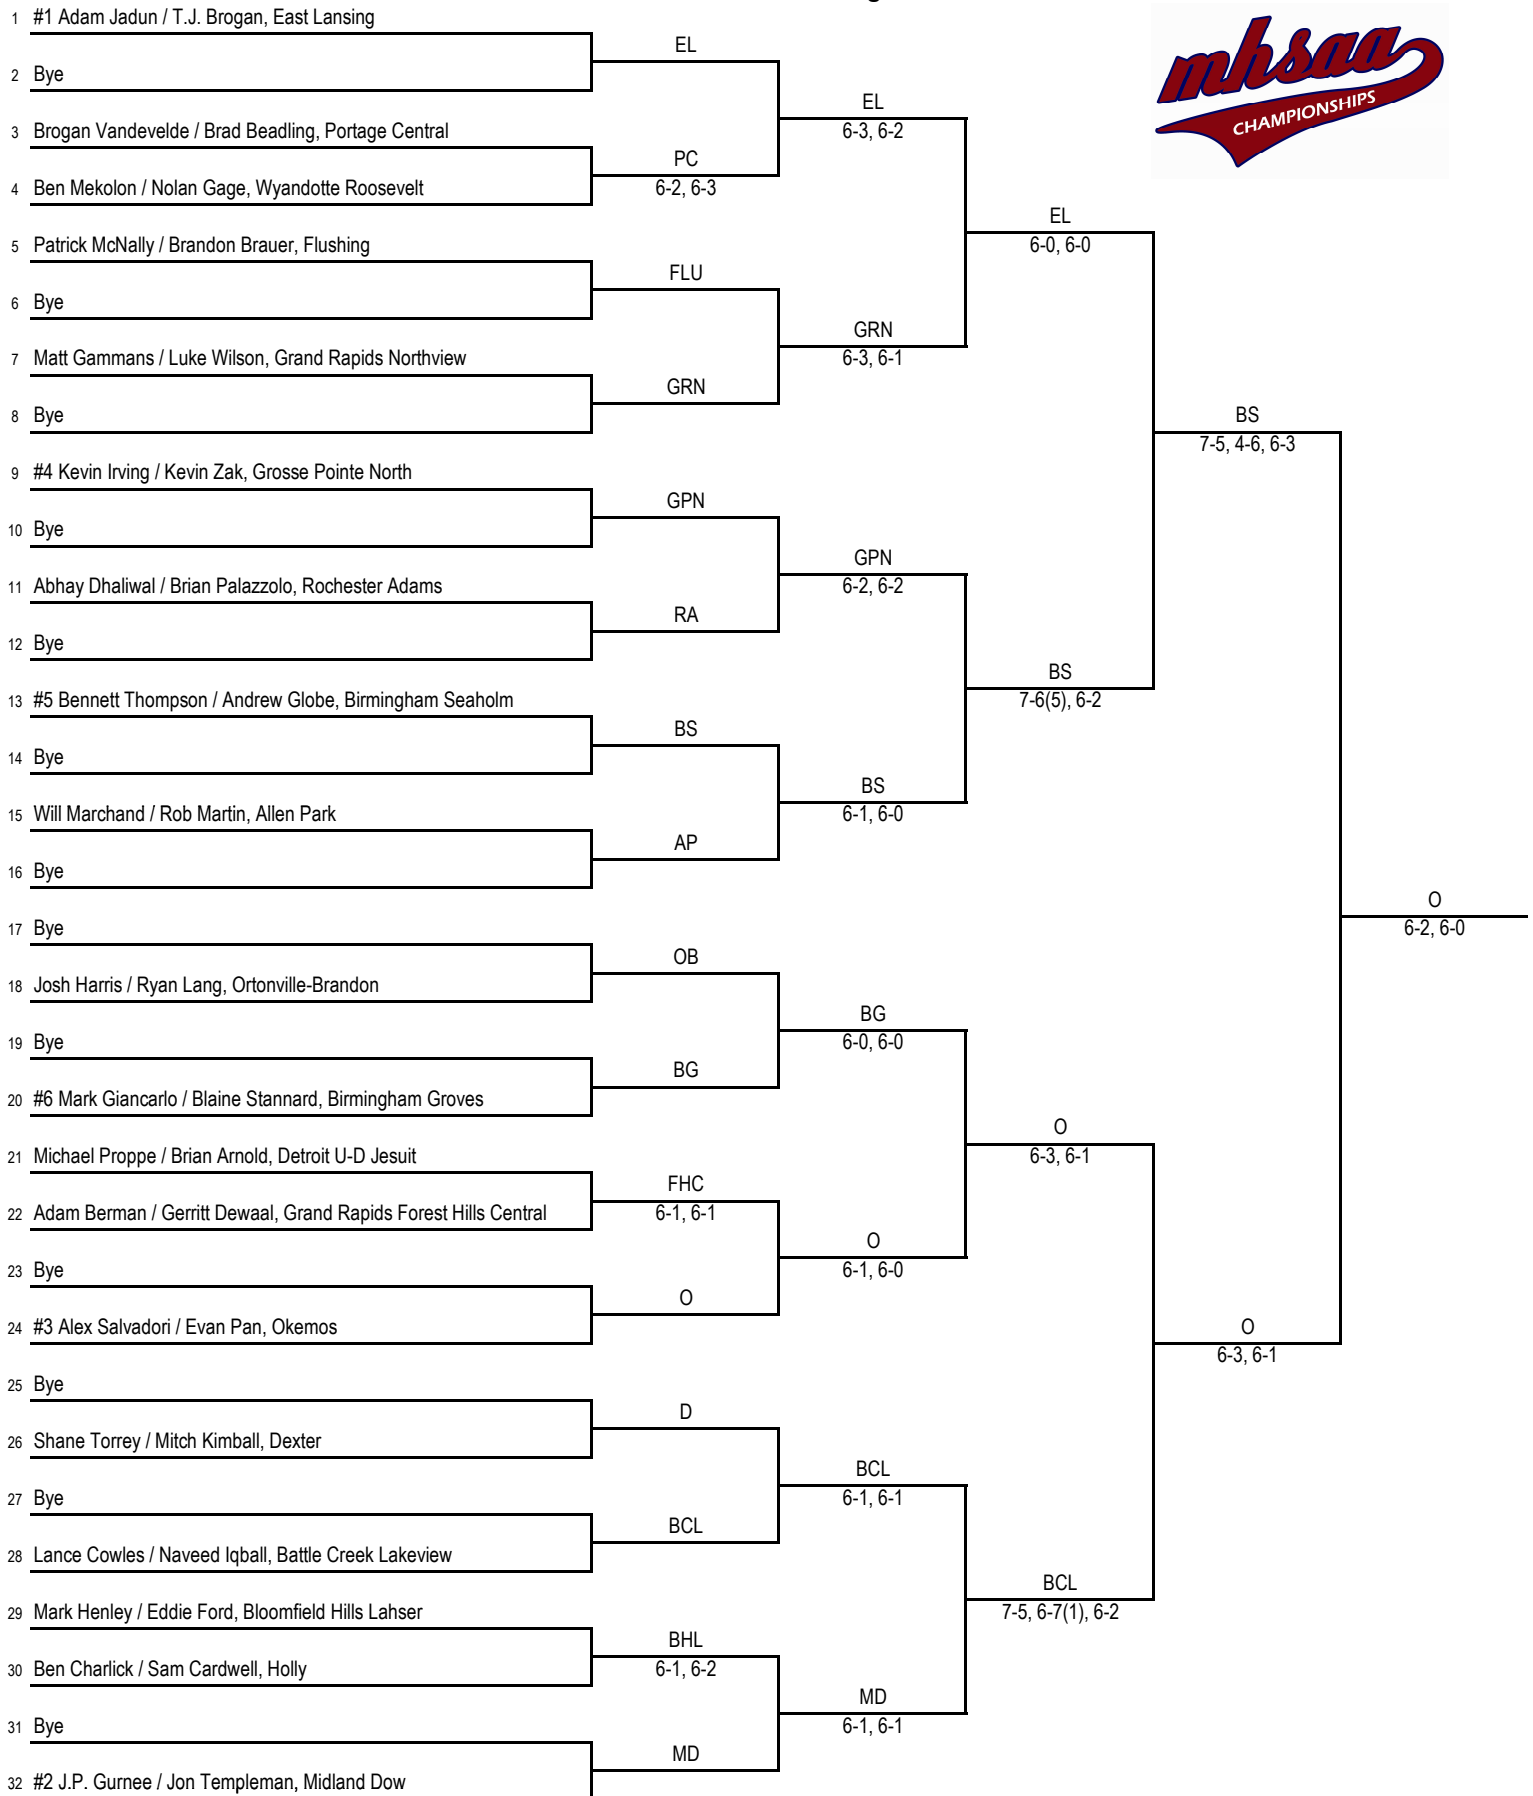 1 #1 Adam Jadun / T.J. Brogan, East Lansing
EL
2 Bye
EL
6-3, 6-2
3 Brogan Vandevelde / Brad Beadling, Portage Central
PC
6-2, 6-3
4 Ben Mekolon / Nolan Gage, Wyandotte Roosevelt
EL
6-0, 6-0
5 Patrick McNally / Brandon Brauer, Flushing
FLU
6 Bye
GRN
6-3, 6-1
7 Matt Gammans / Luke Wilson, Grand Rapids Northview
GRN
8 Bye
BS
7-5, 4-6, 6-3
9 #4 Kevin Irving / Kevin Zak, Grosse Pointe North
GPN
10 Bye
GPN
6-2, 6-2
11 Abhay Dhaliwal / Brian Palazzolo, Rochester Adams
RA
12 Bye
BS
7-6(5), 6-2
13 #5 Bennett Thompson / Andrew Globe, Birmingham Seaholm
BS
14 Bye
BS
6-1, 6-0
15 Will Marchand / Rob Martin, Allen Park
AP
16 Bye
O
6-2, 6-0
17 Bye
OB
18 Josh Harris / Ryan Lang, Ortonville-Brandon
BG
6-0, 6-0
19 Bye
BG
20 #6 Mark Giancarlo / Blaine Stannard, Birmingham Groves
O
6-3, 6-1
21 Michael Proppe / Brian Arnold, Detroit U-D Jesuit
FHC
6-1, 6-1
22 Adam Berman / Gerritt Dewaal, Grand Rapids Forest Hills Central
O
6-1, 6-0
23 Bye
O
24 #3 Alex Salvadori / Evan Pan, Okemos
O
6-3, 6-1
25 Bye
D
26 Shane Torrey / Mitch Kimball, Dexter
BCL
6-1, 6-1
27 Bye
BCL
28 Lance Cowles / Naveed Iqball, Battle Creek Lakeview
BCL
7-5, 6-7(1), 6-2
29 Mark Henley / Eddie Ford, Bloomfield Hills Lahser
BHL
6-1, 6-2
30 Ben Charlick / Sam Cardwell, Holly
MD
6-1, 6-1
31 Bye
MD
32 #2 J.P. Gurnee / Jon Templeman, Midland Dow
mhsaa
CHAMPIONSHIPS